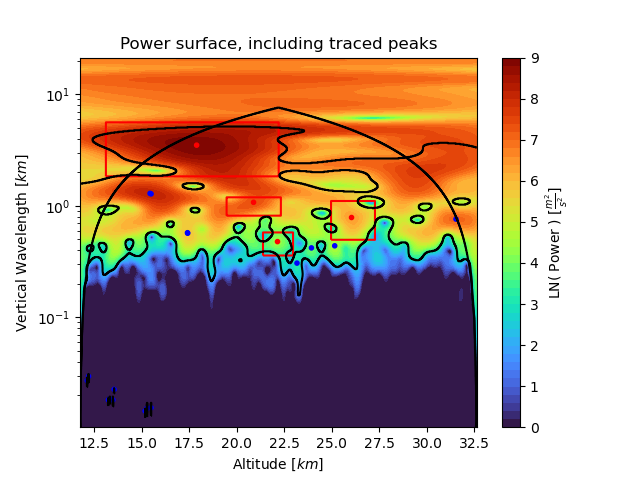 Power surface, including traced peaks
Vertical Wavelength [km]
10¹
10⁰
10⁻¹
12.5 15.0 17.5 20.0 22.5 25.0 27.5 30.0 32.5
Altitude [km]
9
8
7
6
5
4
3
2
1
0
LN( Power ) [m²/s²]